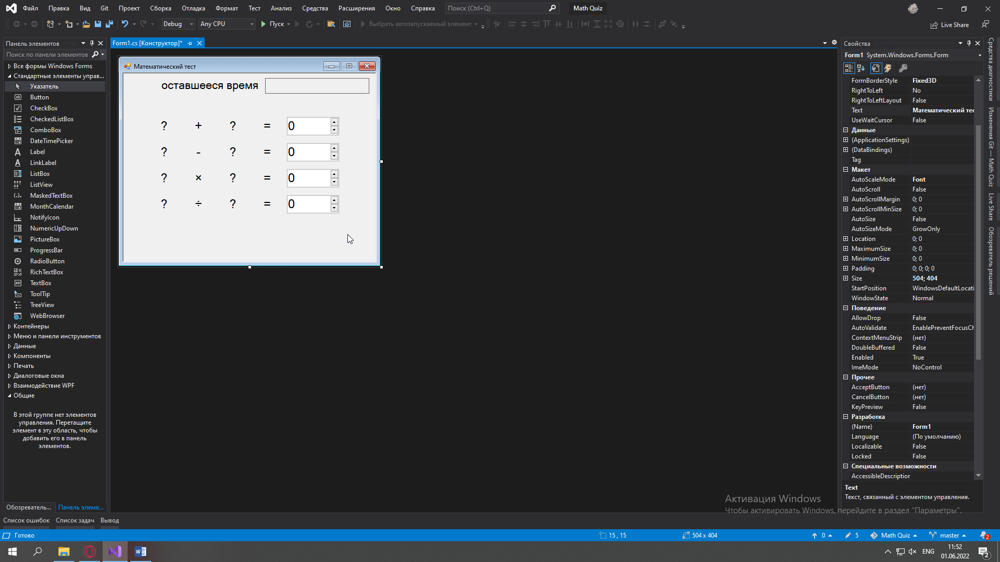 Файл Правка Вид Git Проект Сборка Отладка Формат Тест Анализ Средства Расширения Окно Справка Поиск (Ctrl+Q) Math Quiz
Debug Any CPU Пуск Выбрать автозапускаемый элемент Live Share
Панель элементов
Поиск по панели элементов
Все формы Windows Forms
Стандартные элементы управ...
Указатель
Button
CheckBox
CheckedListBox
ComboBox
DateTimePicker
Label
LinkLabel
ListBox
ListView
MaskedTextBox
MonthCalendar
NotifyIcon
NumericUpDown
PictureBox
ProgressBar
RadioButton
RichTextBox
TextBox
ToolTip
TreeView
WebBrowser
Контейнеры
Меню и панели инструментов
Данные
Компоненты
Печать
Диалоговые окна
Взаимодействие WPF
Общие
В этой группе нет элементов
управления. Перетащите
элемент в эту область, чтобы
добавить его в панель
элементов.
Обозреватель... Панель элеме...
Form1.cs [Конструктор]*
Математический тест
оставшееся время
? + ? = 0
? - ? = 0
? × ? = 0
? ÷ ? = 0
Свойства
Form1 System.Windows.Forms.Form
FormBorderStyle Fixed3D
RightToLeft No
RightToLeftLayout False
Text Математический тес
UseWaitCursor False
Данные
(ApplicationSettings)
(DataBindings)
Tag
Макет
AutoScaleMode Font
AutoScroll False
AutoScrollMargin 0; 0
AutoScrollMinSize 0; 0
AutoSize False
AutoSizeMode GrowOnly
Location 0; 0
MaximumSize 0; 0
MinimumSize 0; 0
Padding 0; 0; 0; 0
Size 504; 404
StartPosition WindowsDefaultLocati
WindowState Normal
Поведение
AllowDrop False
AutoValidate EnablePreventFocusCh
ContextMenuStrip (нет)
DoubleBuffered False
Enabled True
ImeMode NoControl
Прочее
AcceptButton (нет)
CancelButton (нет)
KeyPreview False
Разработка
(Name) Form1
Language (По умолчанию)
Localizable False
Locked False
Специальные возможности
AccessibleDescriptior
Text
Текст, связанный с элементом управления.
Средства диагностики
Изменения Git — Math Quiz
Live Share
Обозреватель решений
Активация Windows
Чтобы активировать Windows, перейдите в раздел "Параметры".
Список ошибок Список задач Вывод
Готово 15 , 15 504 x 404 0 5 Math Quiz master 2
ENG 11:52
01.06.2022 2